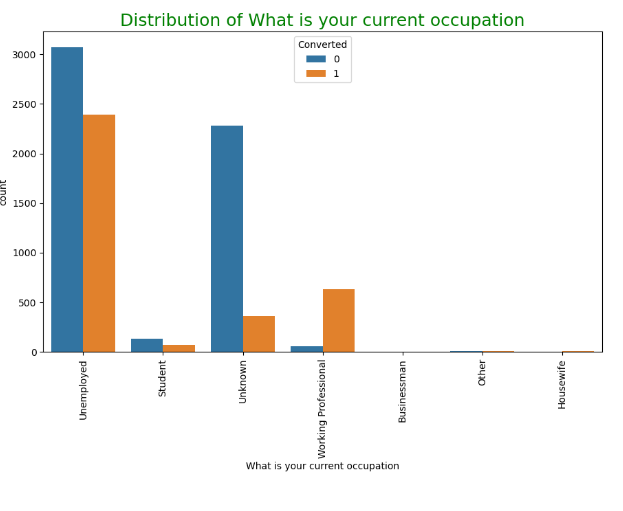 Distribution of What is your current occupation
Converted
0
1
count
3000
2500
2000
1500
1000
500
0
Unemployed
Student
Unknown
Working Professional
Businessman
Other
Housewife
What is your current occupation